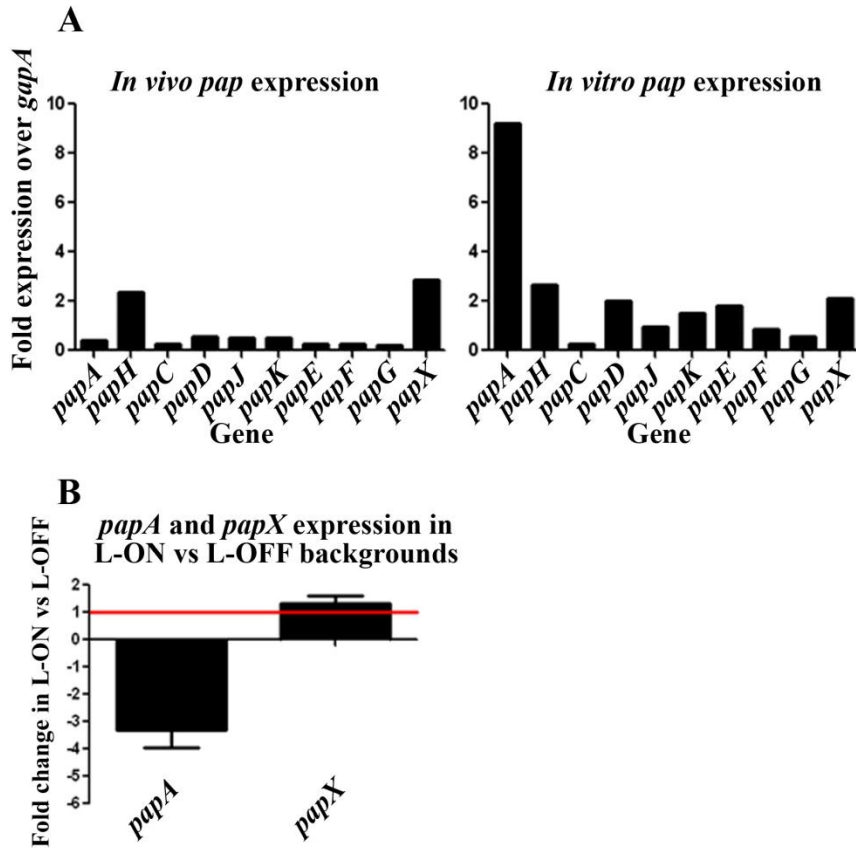 A
In vivo pap expression
In vitro pap expression
Fold expression over gapA
10
8
6
4
2
0
papA
papH
papC
papD
papJ
papK
papE
papF
papG
papX
Gene
10
8
6
4
2
0
papA
papH
papC
papD
papJ
papK
papE
papF
papG
papX
Gene
B
papA and papX expression in
L-ON vs L-OFF backgrounds
Fold change in L-ON vs L-OFF
2
1
0
-1
-2
-3
-4
-5
-6
papA
papX